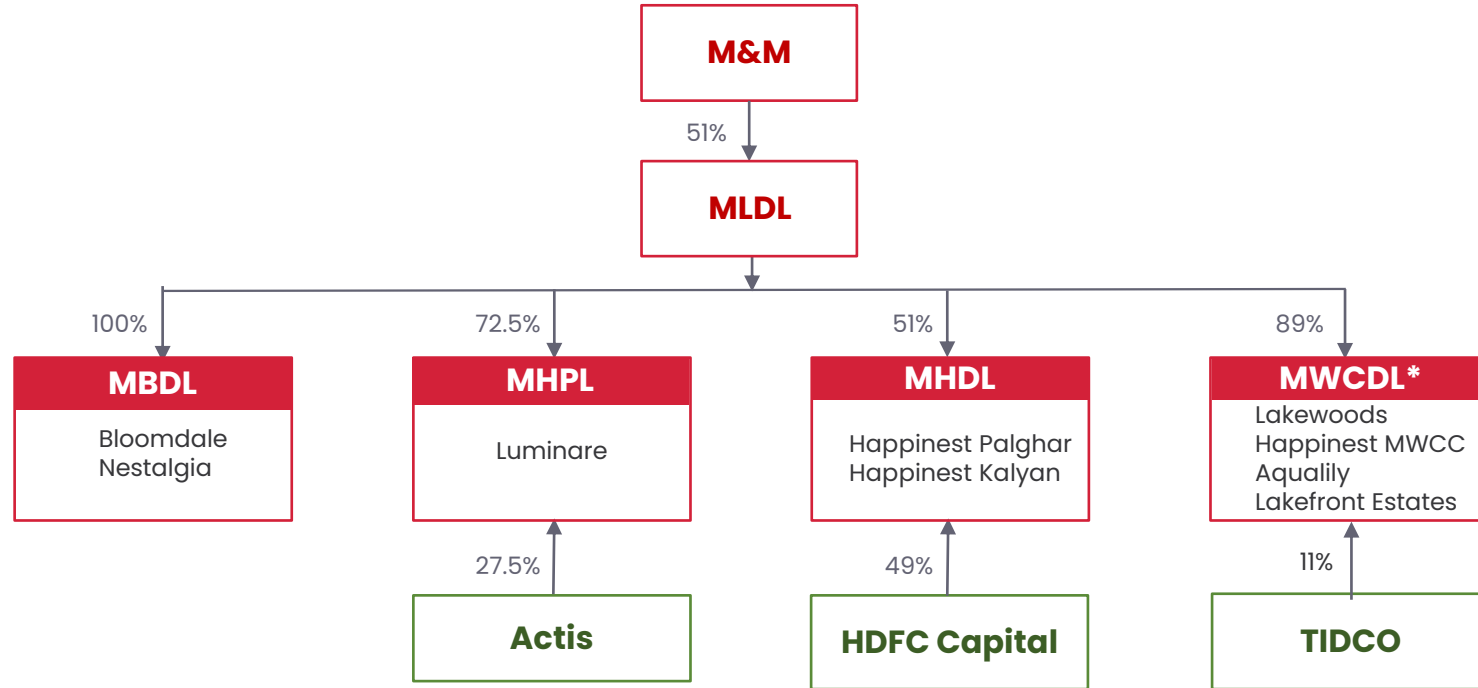 M&M
51%
MLDL
100%
72.5%
51%
89%
MBDL
Bloomdale
Nestalgia
MHPL
Luminare
MHDL
Happinest Palghar
Happinest Kalyan
MWCDL*
Lakewoods
Happinest MWCC
Aqualily
Lakefront Estates
27.5%
49%
11%
Actis
HDFC Capital
TIDCO